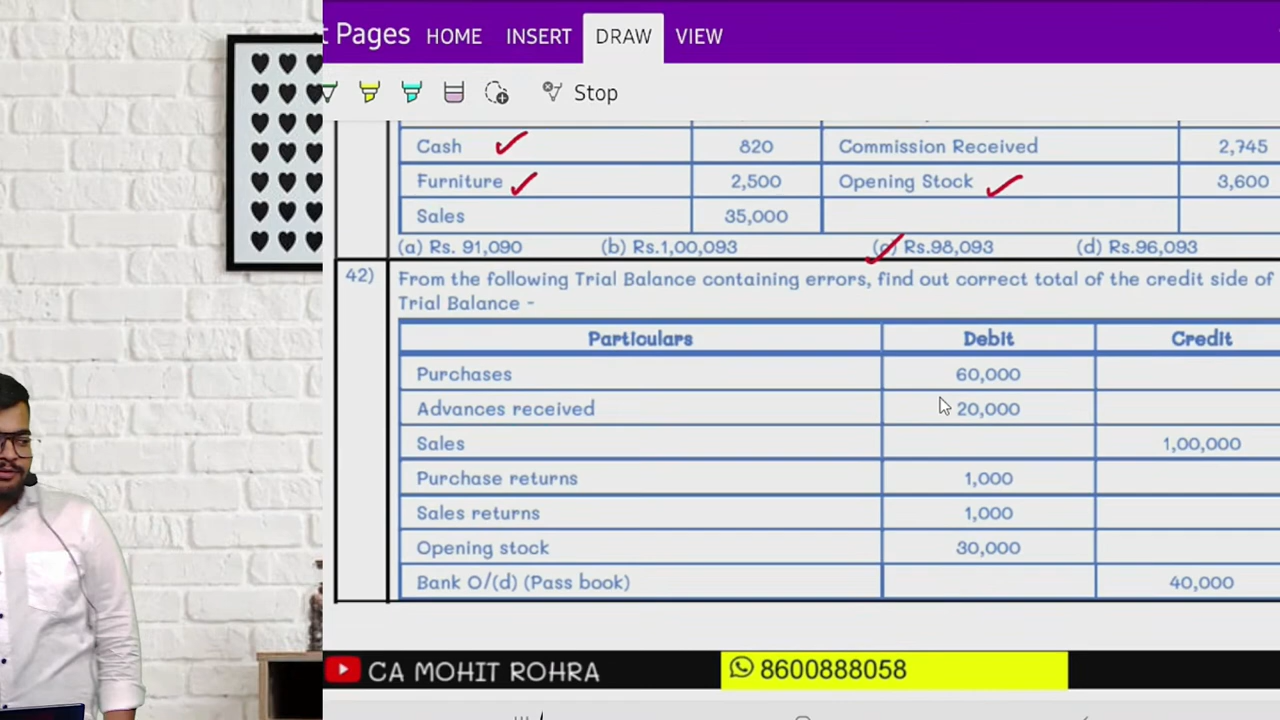 t Pages HOME INSERT DRAW VIEW
Stop
Cash 820 Commission Received 2,745
Furniture 2,500 Opening Stock 3,600
Sales 35,000
(a) Rs. 91,090 (b) Rs.1,00,093 (c) Rs.98,093 (d) Rs.96,093
42) From the following Trial Balance containing errors, find out correct total of the credit side of
Trial Balance -
Particulars Debit Credit
Purchases 60,000
Advances received 20,000
Sales 1,00,000
Purchase returns 1,000
Sales returns 1,000
Opening stock 30,000
Bank O/(d) (Pass book) 40,000
CA MOHIT ROHRA 8600888058